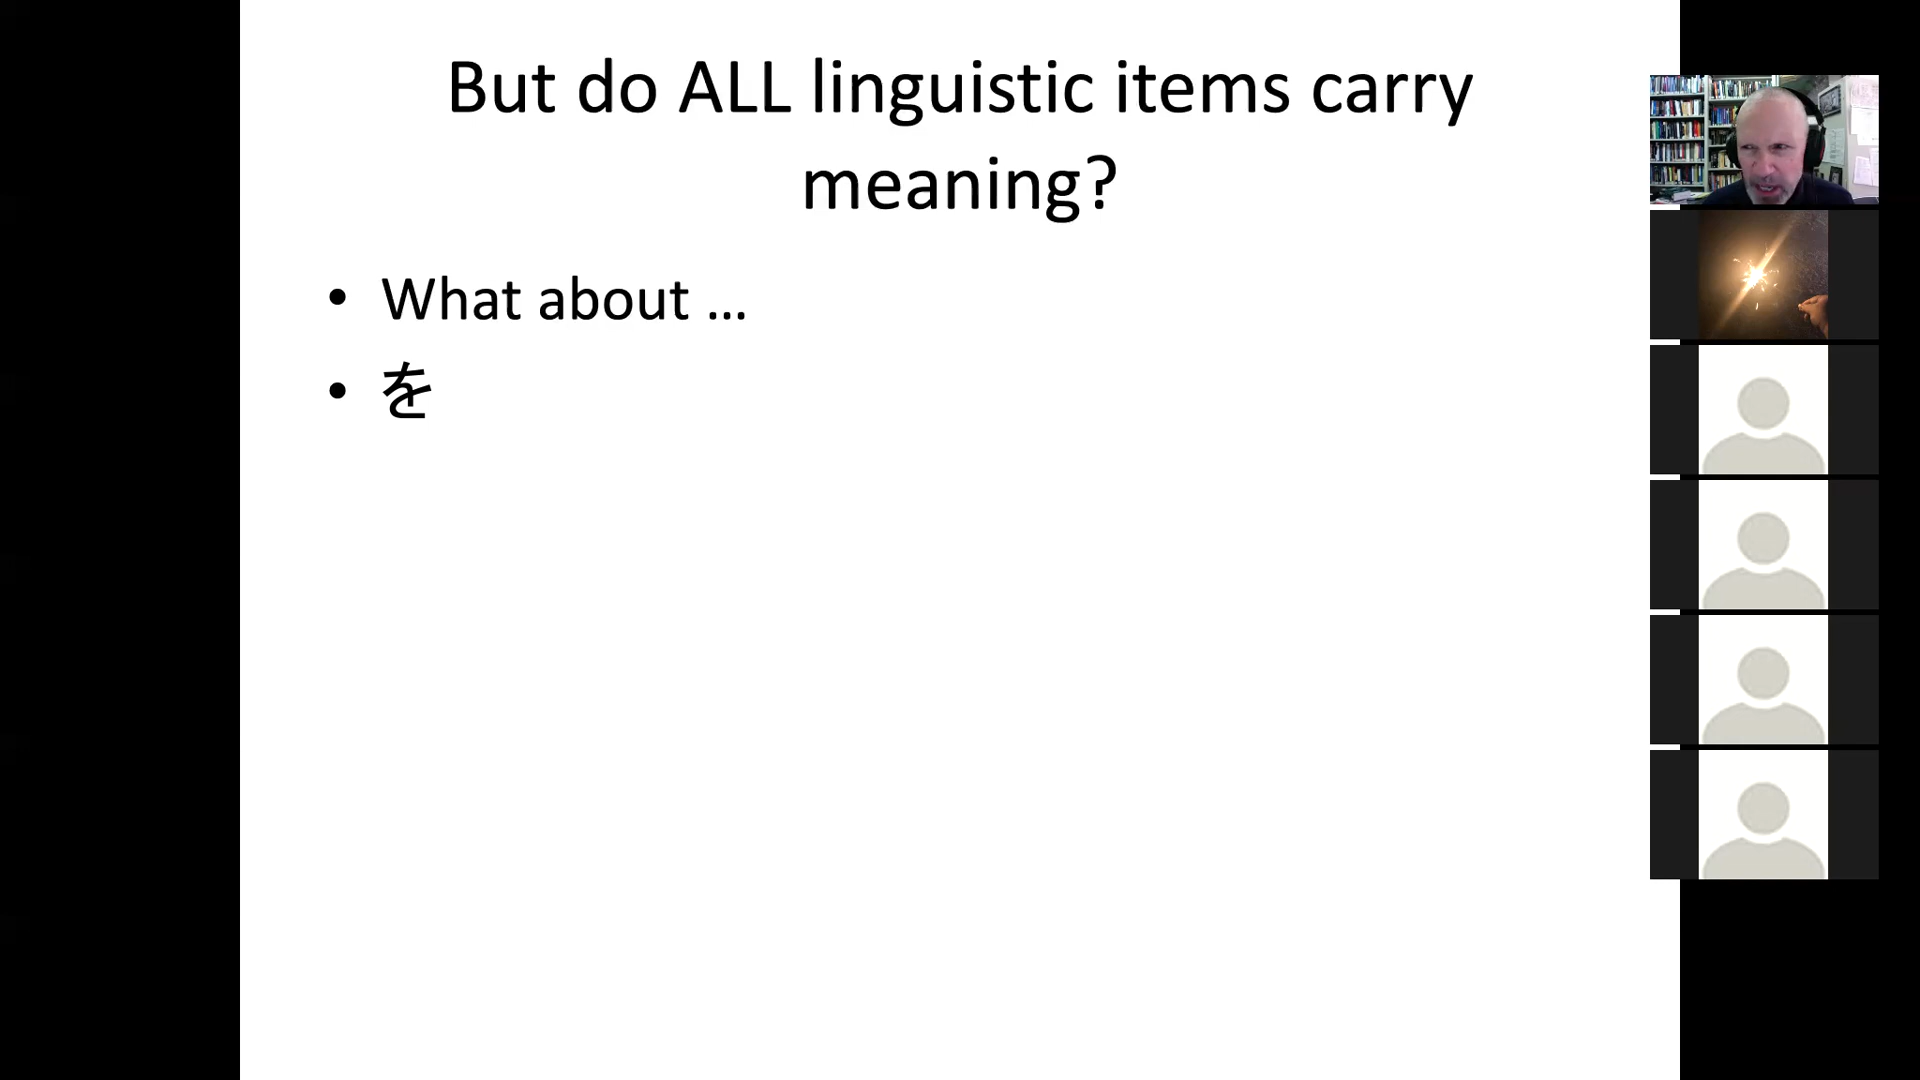 But do ALL linguistic items carry
meaning?
• What about ...
• を